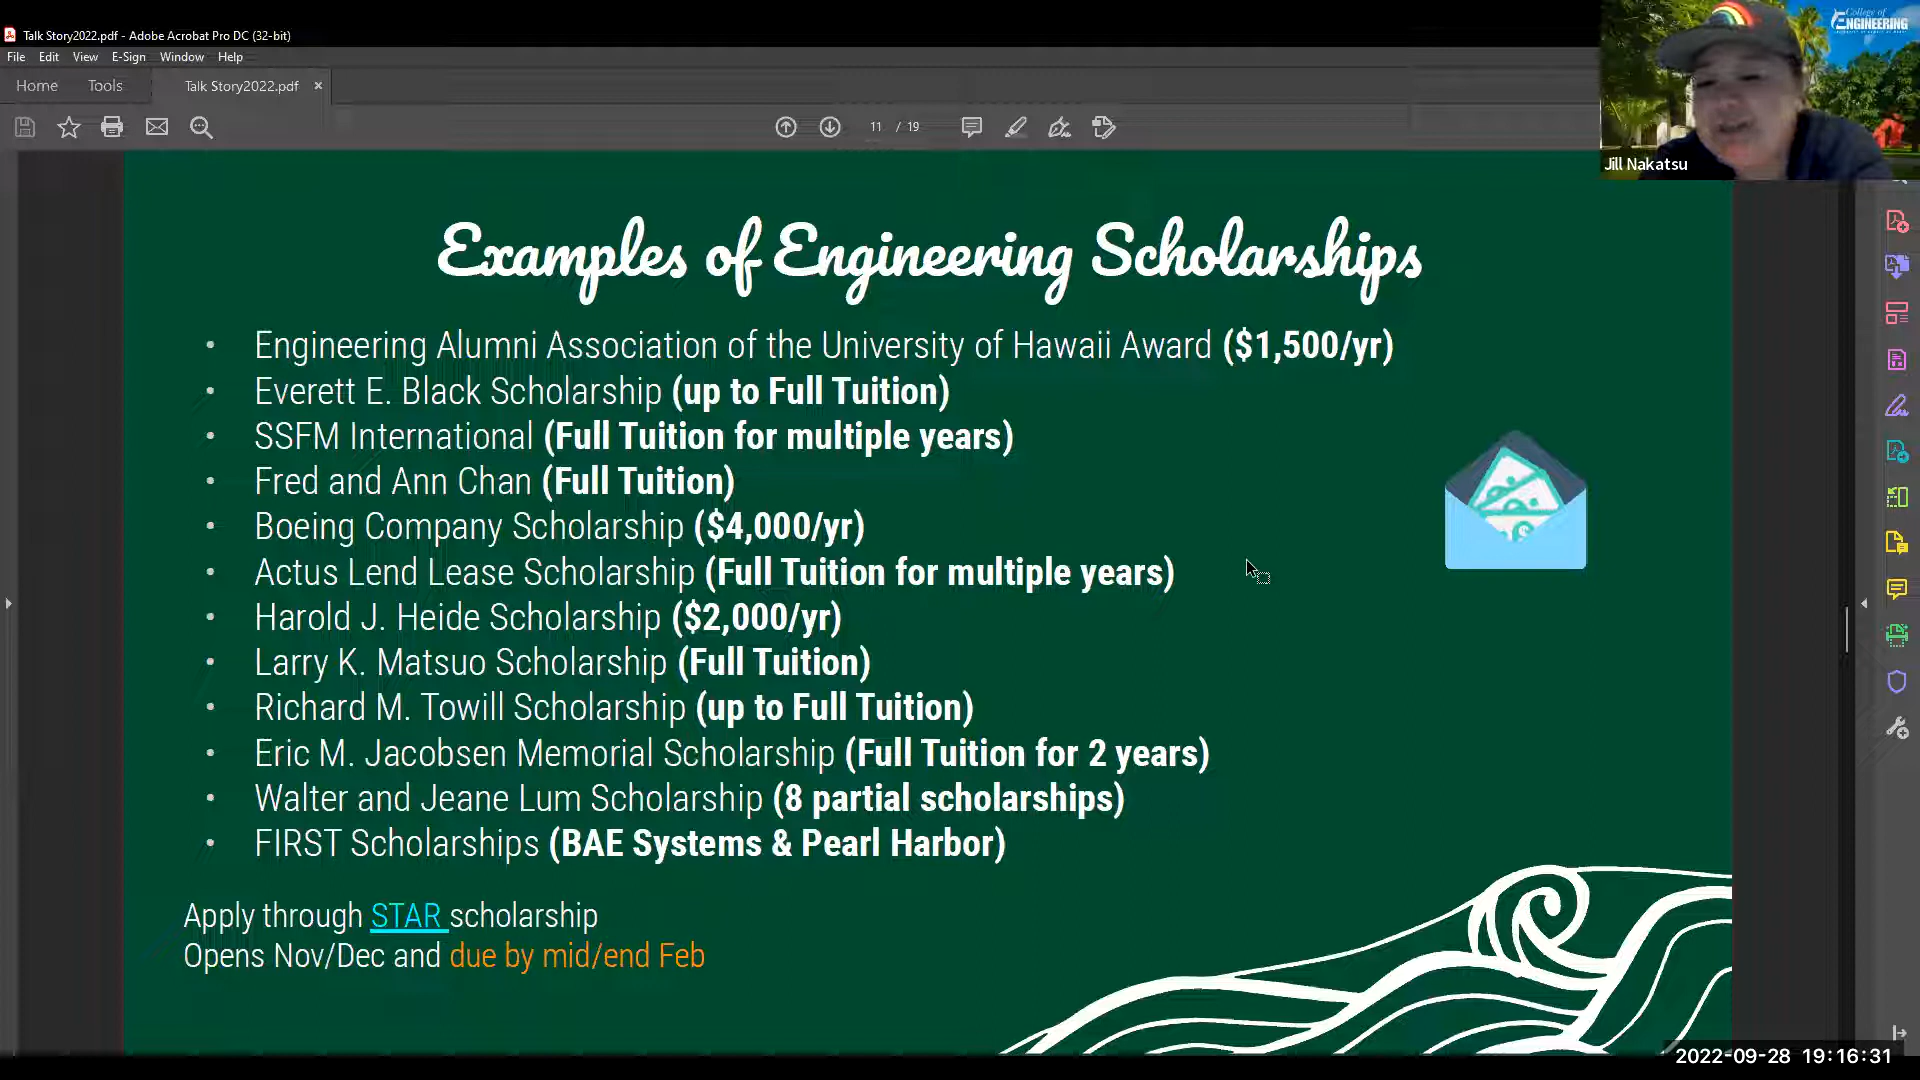 Talk Story2022.pdf - Adobe Acrobat Pro DC (32-bit)
File Edit View E-Sign Window Help
Home Tools Talk Story2022.pdf ×
11 / 19
College of
ENGINEERING
Jill Nakatsu
Examples of Engineering Scholarships
• Engineering Alumni Association of the University of Hawaii Award ($1,500/yr)
• Everett E. Black Scholarship (up to Full Tuition)
• SSFM International (Full Tuition for multiple years)
• Fred and Ann Chan (Full Tuition)
• Boeing Company Scholarship ($4,000/yr)
• Actus Lend Lease Scholarship (Full Tuition for multiple years)
• Harold J. Heide Scholarship ($2,000/yr)
• Larry K. Matsuo Scholarship (Full Tuition)
• Richard M. Towill Scholarship (up to Full Tuition)
• Eric M. Jacobsen Memorial Scholarship (Full Tuition for 2 years)
• Walter and Jeane Lum Scholarship (8 partial scholarships)
• FIRST Scholarships (BAE Systems & Pearl Harbor)
Apply through STAR scholarship
Opens Nov/Dec and due by mid/end Feb
2022-09-28 19:16:31